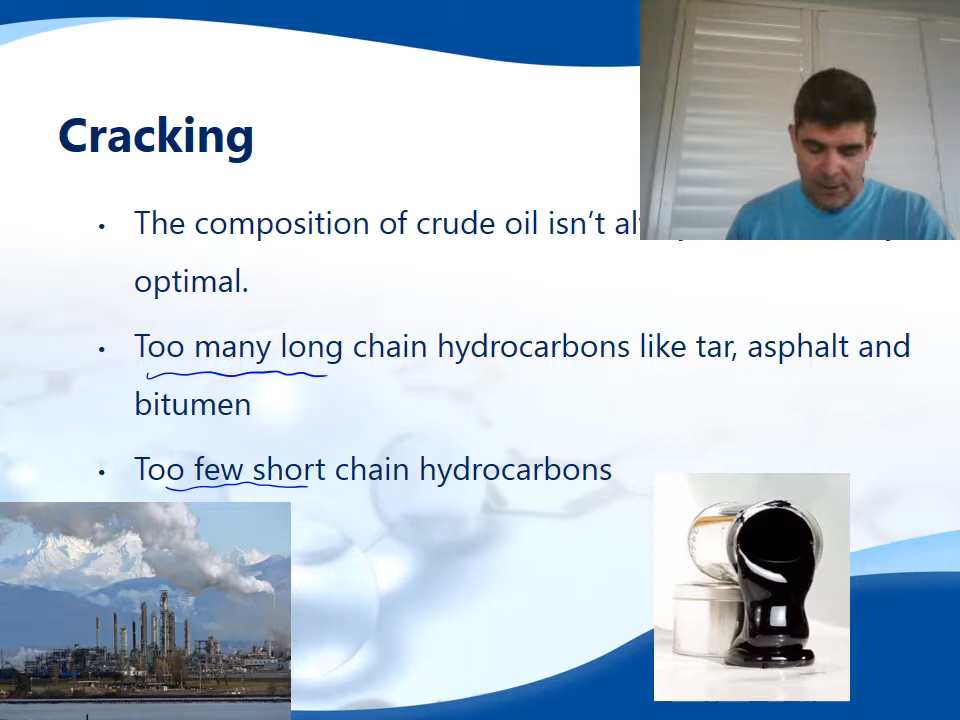 Cracking
• The composition of crude oil isn’t
optimal.
• Too many long chain hydrocarbons like tar, asphalt and
bitumen
• Too few short chain hydrocarbons